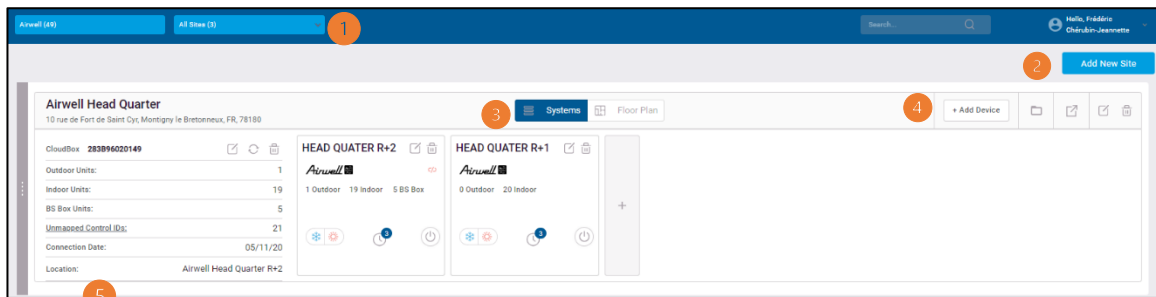 Airwell (49) All Sites (3) 1 Search... Hello, Frédéric
Chérubin-Jeannette
2 Add New Site
Airwell Head Quarter
10 rue de Fort de Saint Cyr, Montigny le Bretonneux, FR, 78180
3 Systems Floor Plan
4 + Add Device
CloudBox 283B96020149
Outdoor Units: 1
Indoor Units: 19
BS Box Units: 5
Unmapped Control IDs: 21
Connection Date: 05/11/20
Location: Airwell Head Quarter R+2
5
HEAD QUATER R+2
Airwell
1 Outdoor 19 Indoor 5 BS Box
3
HEAD QUATER R+1
Airwell
0 Outdoor 20 Indoor
3
+